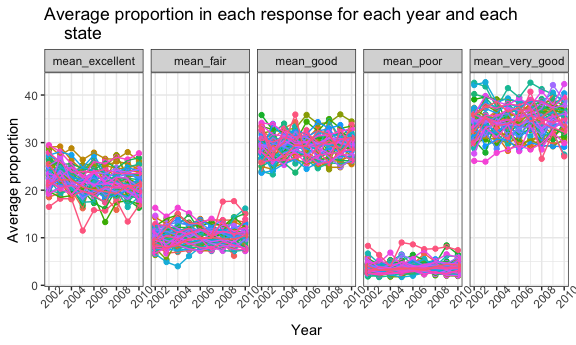 Average proportion in each response for each year and each
state
mean_excellent mean_fair mean_good mean_poor mean_very_good
Average proportion
40
30
20
10
0
2002 2004 2006 2008 2010 2002 2004 2006 2008 2010 2002 2004 2006 2008 2010 2002 2004 2006 2008 2010 2002 2004 2006 2008 2010
Year